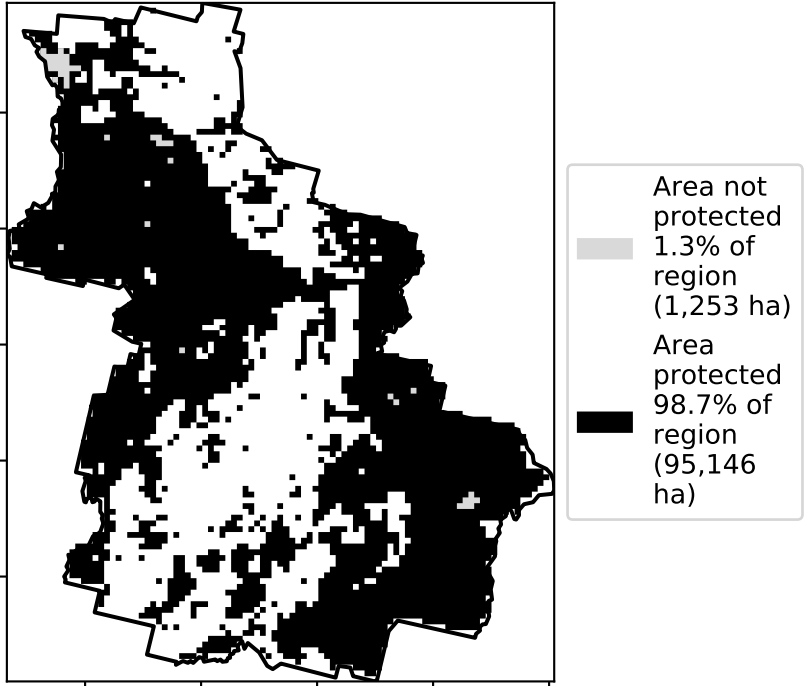 Area not
protected
1.3% of
region
(1,253 ha)
Area
protected
98.7% of
region
(95,146
ha)